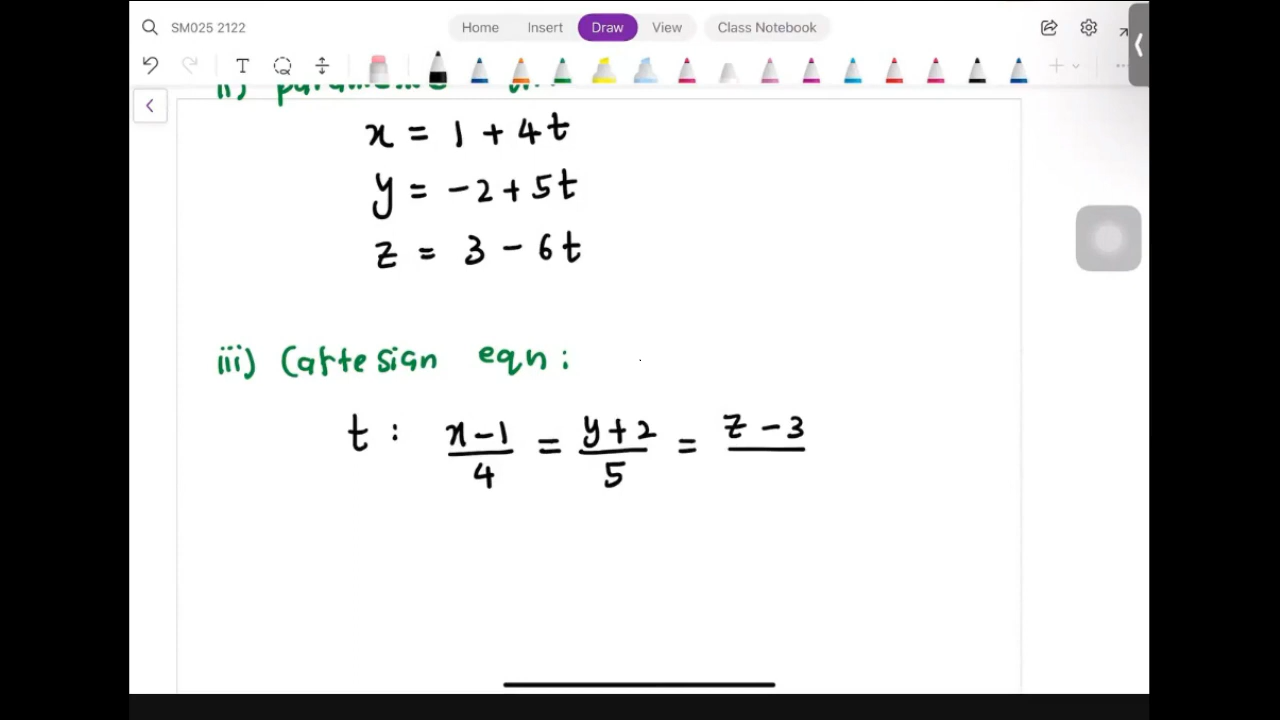 SM025 2122 Home Insert Draw View Class Notebook
ii)
x = 1 + 4t
y = -2 + 5t
z = 3 - 6t
iii) Cartesian eqn :
t : x-1 = y+2 = z-3
4 5